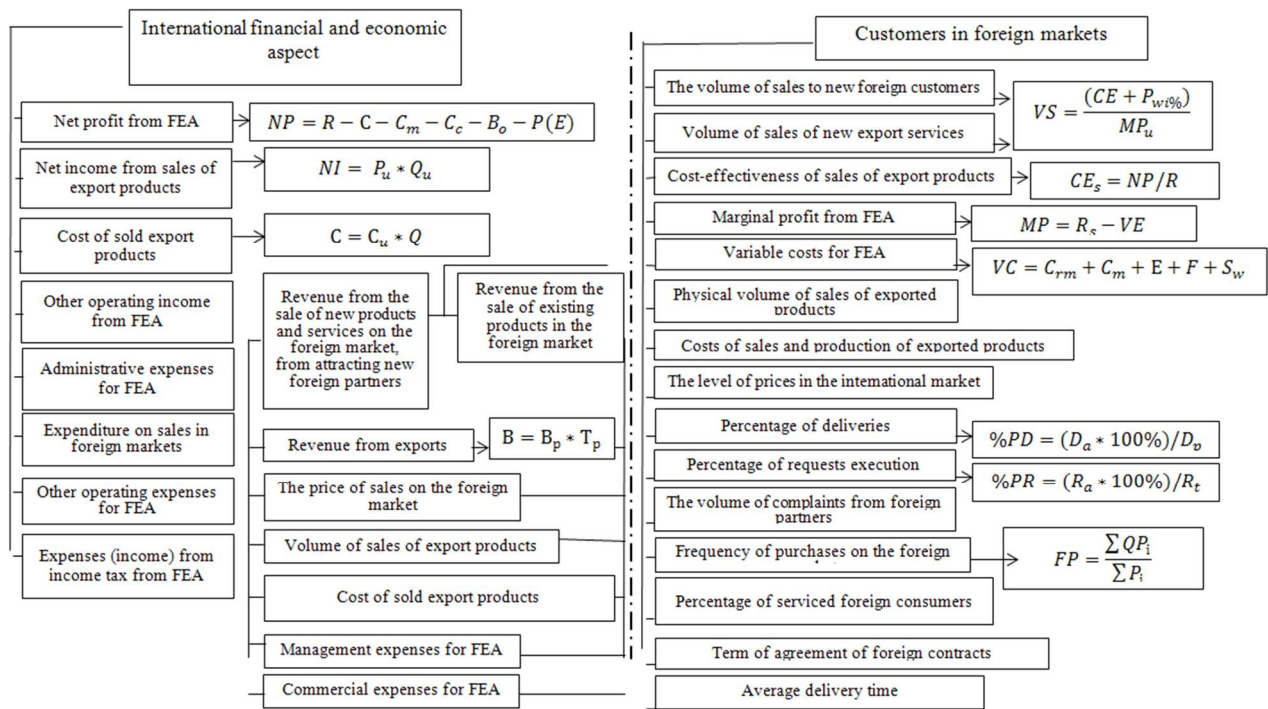 International financial and economic
aspect
Net profit from FEA
NP = R − C − C_m − C_c − B_o − P(E)
Net income from sales of
export products
NI = P_u * Q_u
Cost of sold export
products
C = C_u * Q
Other operating income
from FEA
Administrative expenses
for FEA
Expenditure on sales in
foreign markets
Other operating expenses
for FEA
Expenses (income) from
income tax from FEA
Revenue from the
sale of new products
and services on the
foreign market,
from attracting new
foreign partners
Revenue from the
sale of existing
products in the
foreign market
Revenue from exports
B = B_p * T_p
The price of sales on the foreign
market
Volume of sales of export products
Cost of sold export products
Management expenses for FEA
Commercial expenses for FEA
Customers in foreign markets
The volume of sales to new foreign customers
Volume of sales of new export services
VS = (CE + P_wi%) / MP_u
Cost-effectiveness of sales of export products
CE_s = NP/R
Marginal profit from FEA
MP = R_s − VE
Variable costs for FEA
VC = C_rm + C_m + E + F + S_w
Physical volume of sales of exported
products
Costs of sales and production of exported products
The level of prices in the international market
Percentage of deliveries
%PD = (D_a * 100%)/D_p
Percentage of requests execution
%PR = (R_a * 100%)/R_t
The volume of complaints from foreign
partners
Frequency of purchases on the foreign
FP = ∑ QP_i / ∑ P_i
Percentage of serviced foreign consumers
Term of agreement of foreign contracts
Average delivery time